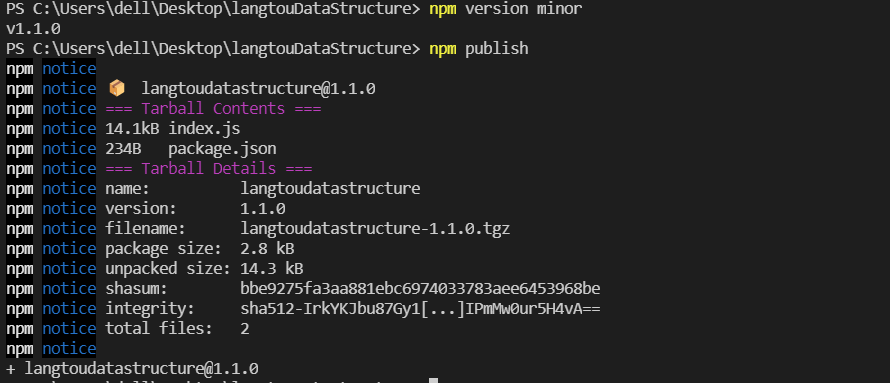 PS C:\Users\dell\Desktop\langtouDataStructure> npm version minor
v1.1.0
PS C:\Users\dell\Desktop\langtouDataStructure> npm publish
npm notice
npm notice 📦 langtoudatastructure@1.1.0
npm notice === Tarball Contents ===
npm notice 14.1kB index.js
npm notice 234B package.json
npm notice === Tarball Details ===
npm notice name: langtoudatastructure
npm notice version: 1.1.0
npm notice filename: langtoudatastructure-1.1.0.tgz
npm notice package size: 2.8 kB
npm notice unpacked size: 14.3 kB
npm notice shasum: bbe9275fa3aa881ebc6974033783aee6453968be
npm notice integrity: sha512-IrkYKJbu87Gy1[...]IPmMw0ur5H4vA==
npm notice total files: 2
npm notice
+ langtoudatastructure@1.1.0